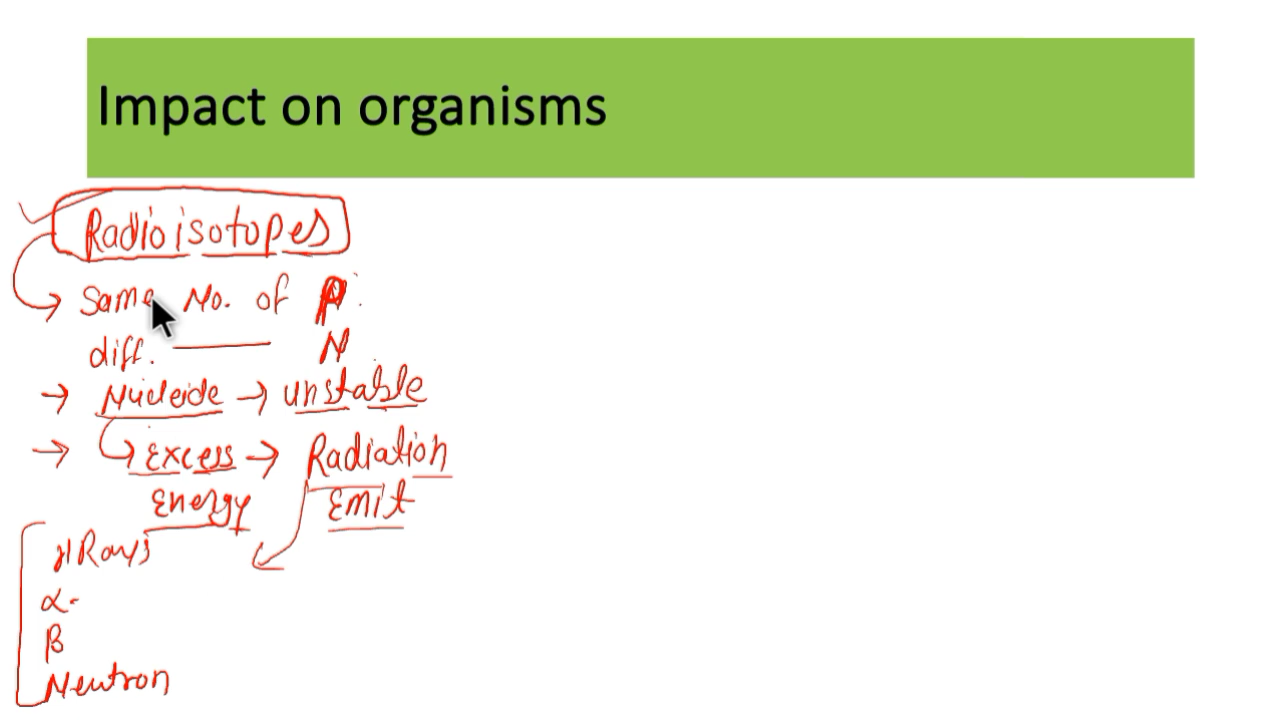 Impact on organisms
Radioisotopes
→ Same No. of P
diff. —— N
→ Nucleide → unstable
→ Excess → Radiation
Energy Emit
Rays
α-
β
Neutron